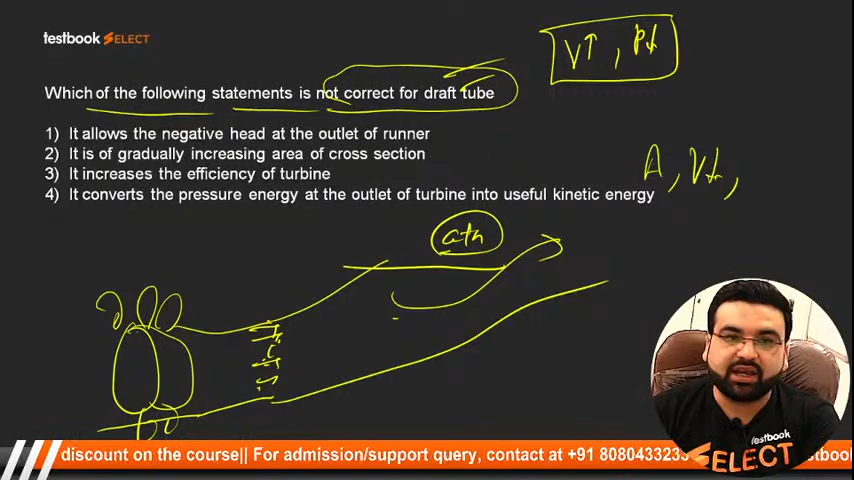 testbook SELECT
V↑, P↓
Which of the following statements is not correct for draft tube
1) It allows the negative head at the outlet of runner
2) It is of gradually increasing area of cross section
3) It increases the efficiency of turbine
4) It converts the pressure energy at the outlet of turbine into useful kinetic energy
A, V↓,
atm
testbook
SELECT
discount on the course|| For admission/support query, contact at +91 8080433233